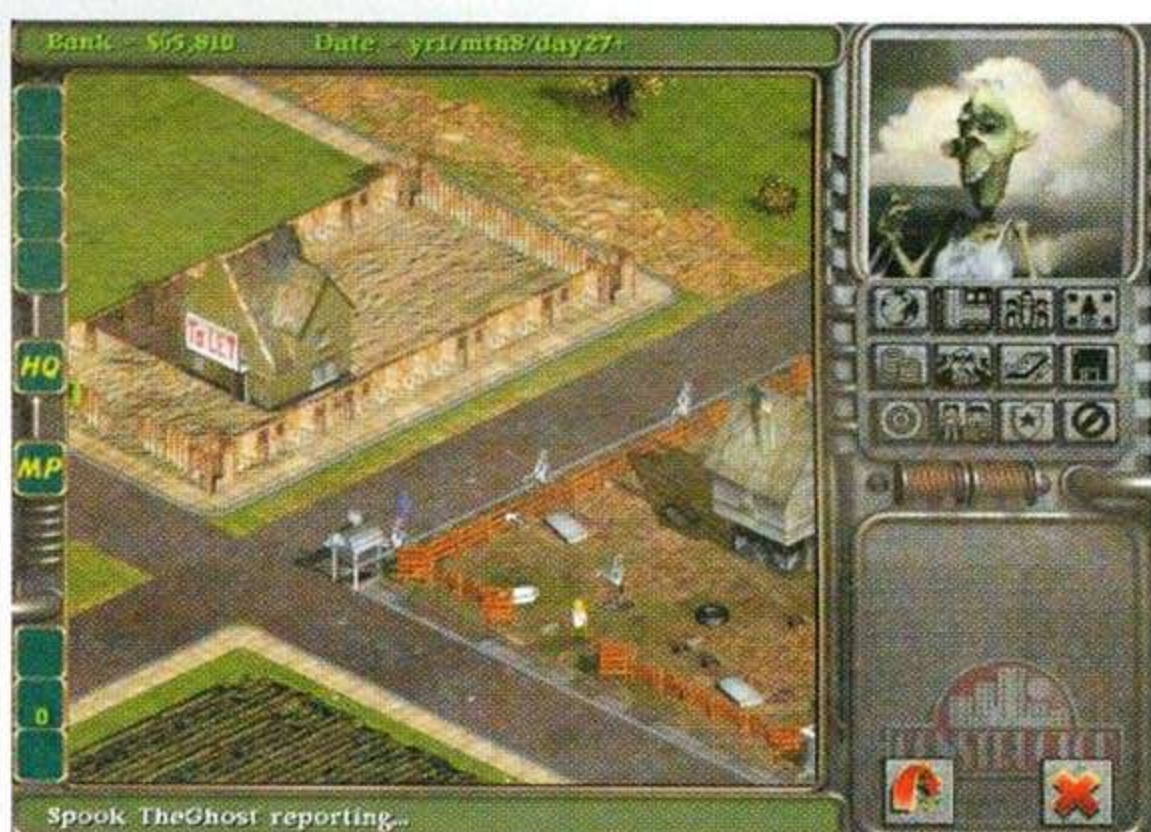 Bank - $65,810 Date - yr1/mth8/day27+
TO LET
HQ
MP
0
Spook TheGhost reporting...